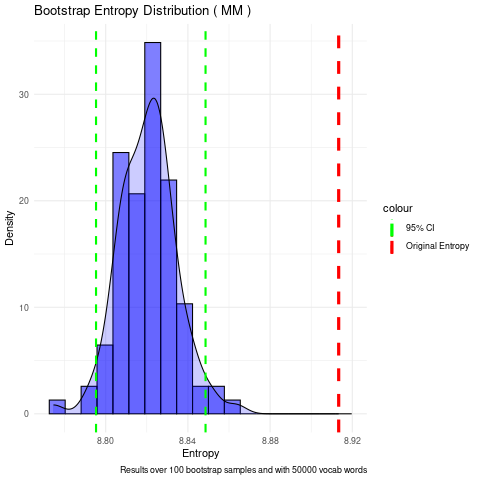 Bootstrap Entropy Distribution ( MM )
Density
30
20
10
0
8.80
8.84
8.88
8.92
Entropy
colour
95% CI
Original Entropy
Results over 100 bootstrap samples and with 50000 vocab words